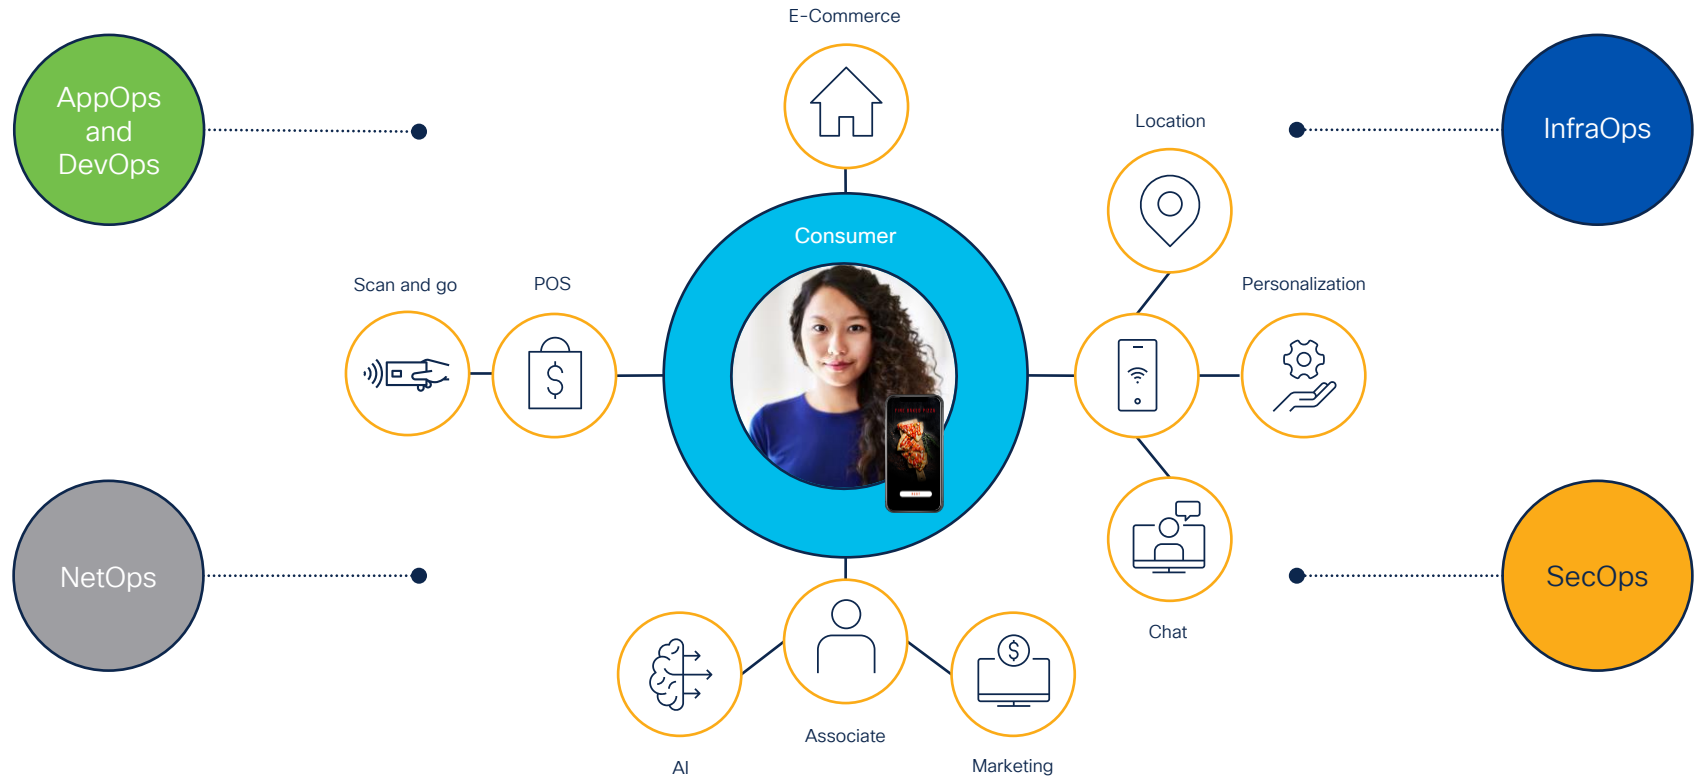 E-Commerce
AppOps
and
DevOps
InfraOps
Location
Consumer
Scan and go
POS
Personalization
$
NetOps
SecOps
Chat
$
Associate
AI
Marketing